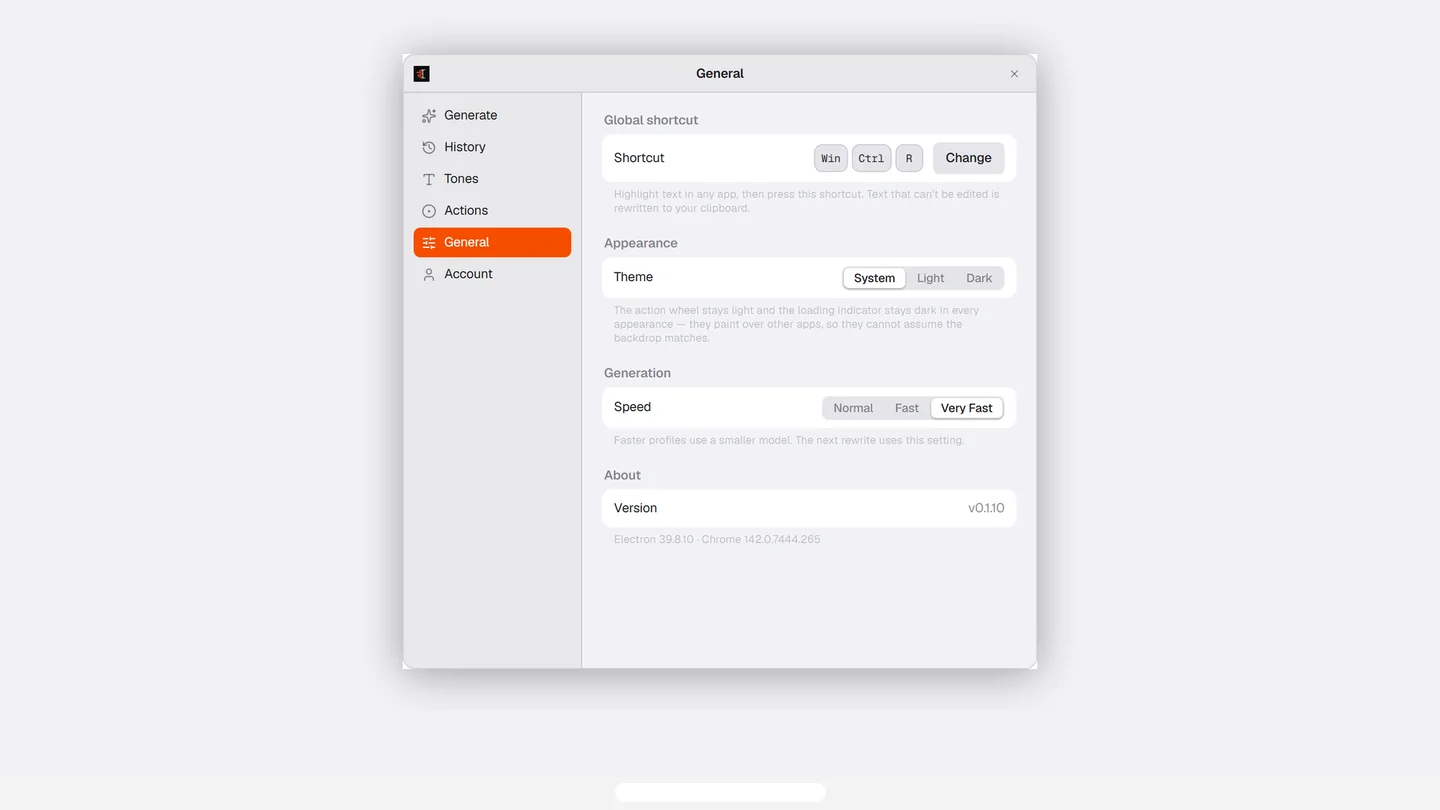 General
Generate
History
Tones
Actions
General
Account
Global shortcut
Shortcut
Win Ctrl R Change
Highlight text in any app, then press this shortcut. Text that can't be edited is
rewritten to your clipboard.
Appearance
Theme
System Light Dark
The action wheel stays light and the loading indicator stays dark in every
appearance — they paint over other apps, so they cannot assume the
backdrop matches.
Generation
Speed
Normal Fast Very Fast
Faster profiles use a smaller model. The next rewrite uses this setting.
About
Version
v0.1.10
Electron 39.8.10 · Chrome 142.0.7444.265